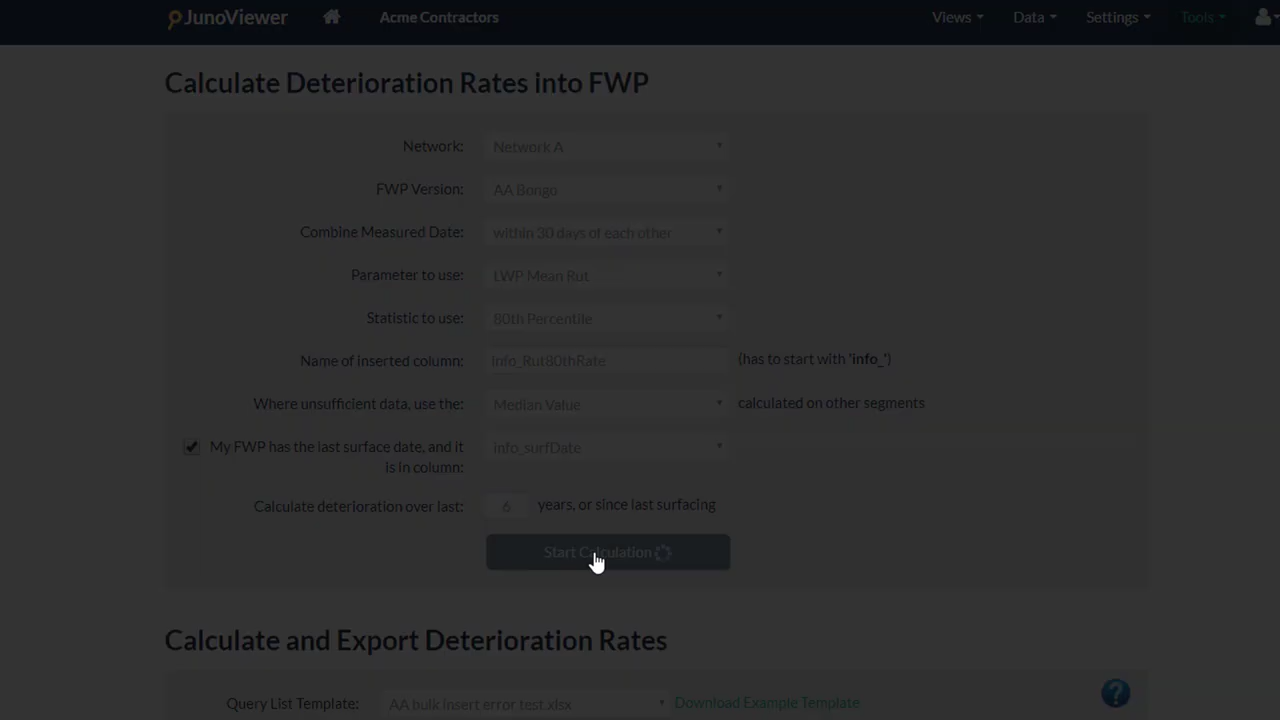 JunoViewer Acme Contractors Views Data Settings Tools
Calculate Deterioration Rates into FWP
Network: Network A
FWP Version: AA Bongo
Combine Measured Date: within 30 days of each other
Parameter to use: LWP Mean Rut
Statistic to use: 80th Percentile
Name of inserted column: info_Rut80thRate (has to start with 'info_')
Where unsufficient data, use the: Median Value calculated on other segments
My FWP has the last surface date, and it
is in column: info_surfDate
Calculate deterioration over last: 6 years, or since last surfacing
Start Calculation
Calculate and Export Deterioration Rates
Query List Template: AA bulk insert error test.xlsx Download Example Template
?